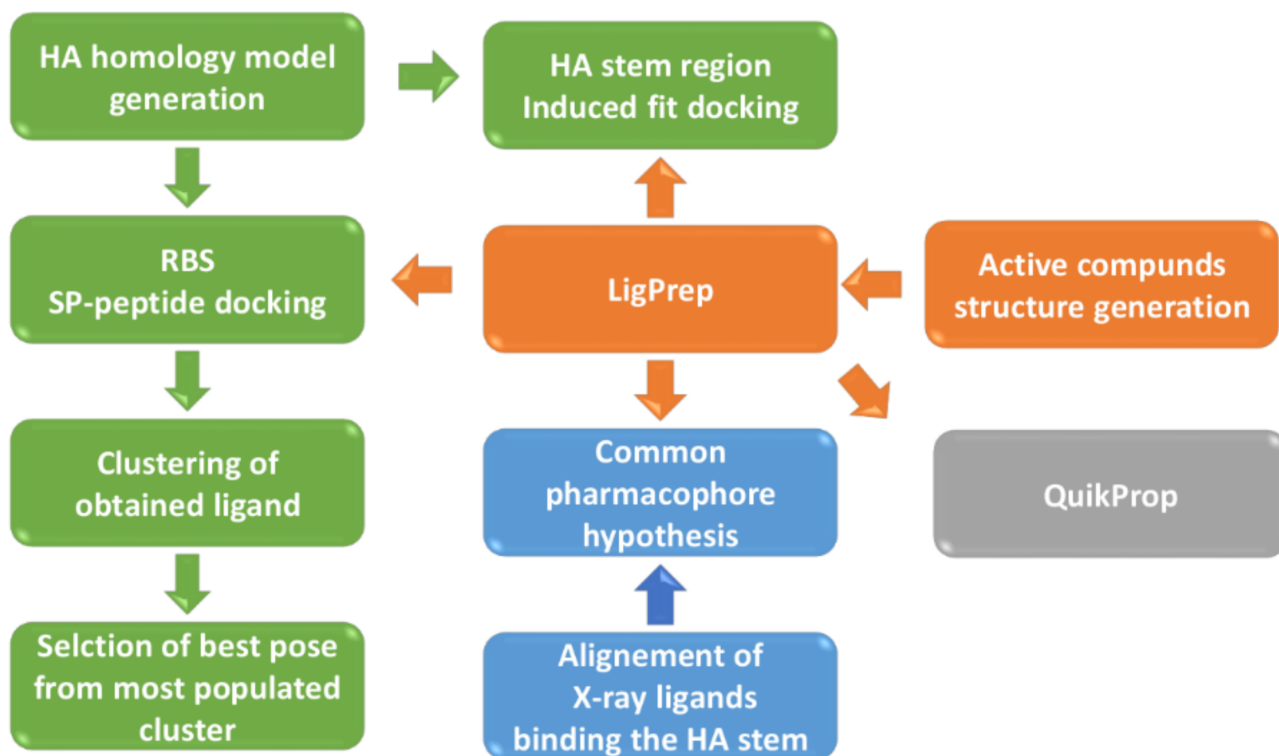 HA homology model
generation
HA stem region
Induced fit docking
RBS
SP-peptide docking
LigPrep
Active compunds
structure generation
Clustering of
obtained ligand
Common
pharmacophore
hypothesis
QuikProp
Selction of best pose
from most populated
cluster
Alignement of
X-ray ligands
binding the HA stem